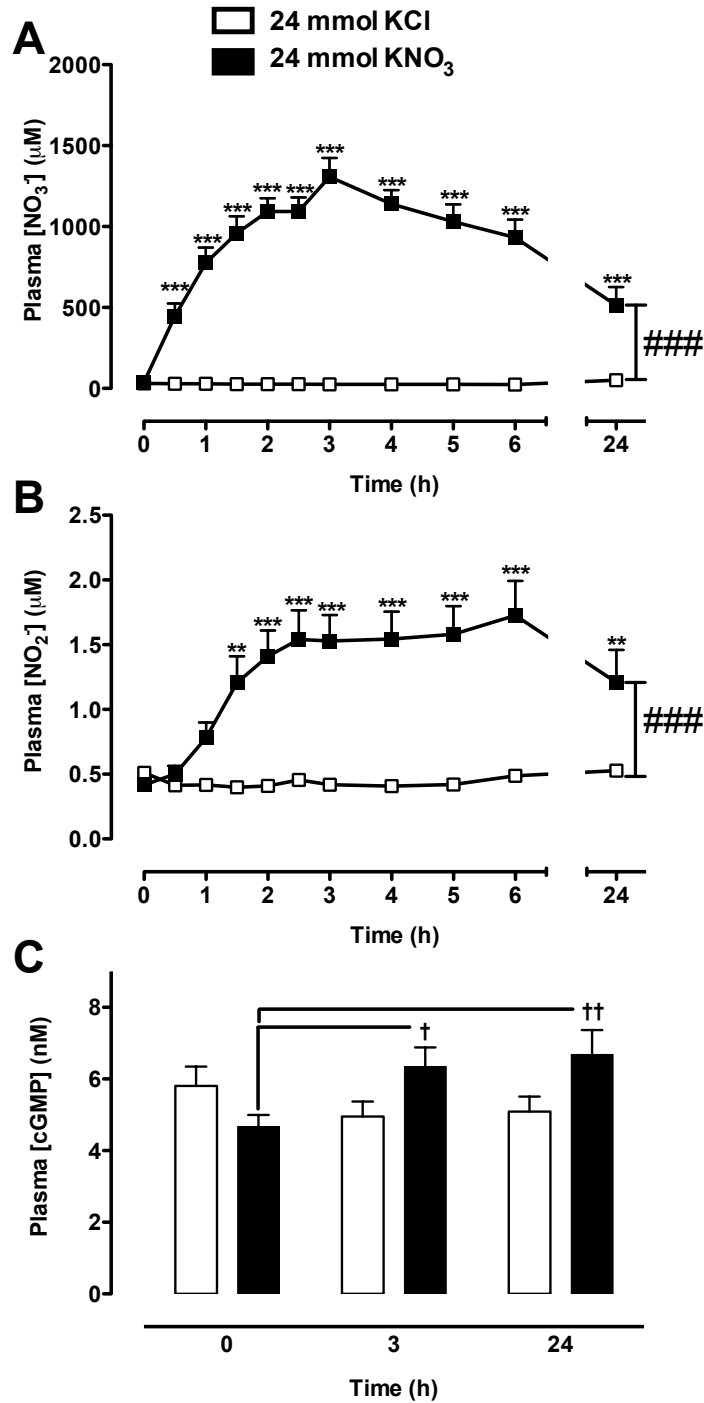 24 mmol KCl
24 mmol KNO₃
A
Plasma [NO₃⁻] (μM)
2000
1500
1000
500
0
*** *** *** *** *** *** *** *** *** ***
###
0 1 2 3 4 5 6 24
Time (h)
B
Plasma [NO₂⁻] (μM)
2.5
2.0
1.5
1.0
0.5
0.0
** *** *** *** *** *** *** **
###
0 1 2 3 4 5 6 24
Time (h)
C
Plasma [cGMP] (nM)
8
6
4
2
0
† ††
0 3 24
Time (h)